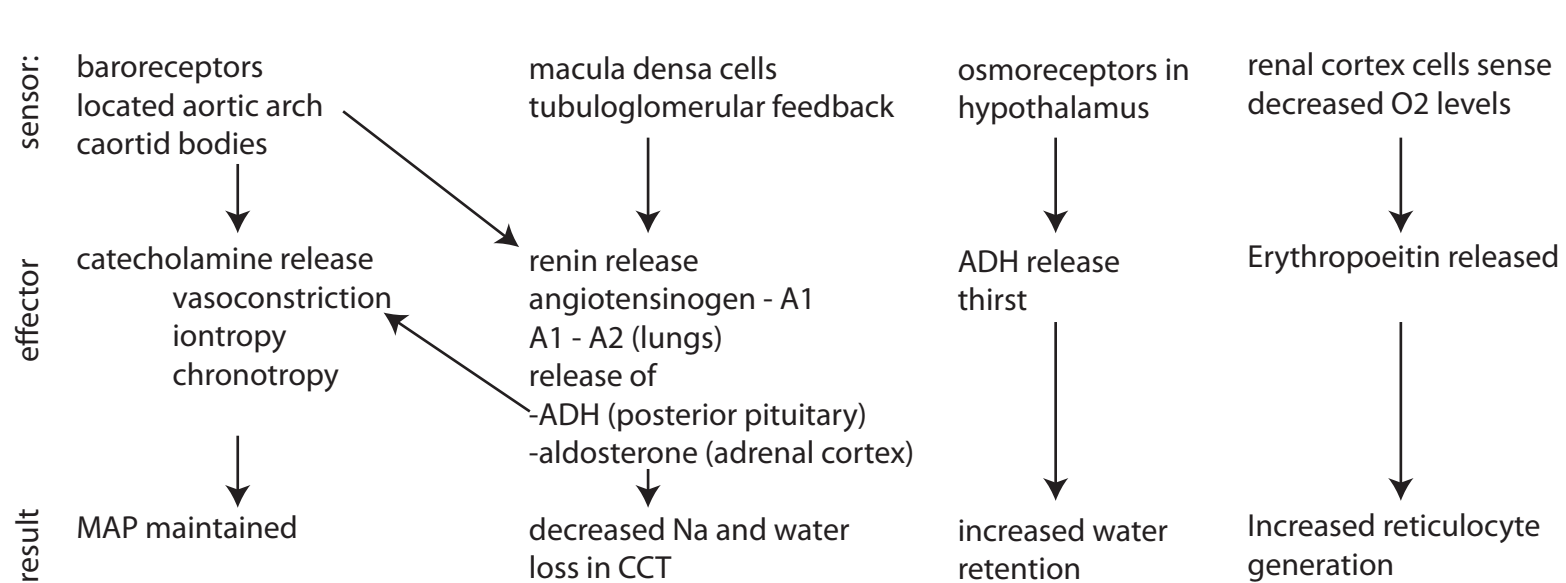 sensor:
baroreceptors
located aortic arch
caortid bodies
macula densa cells
tubuloglomerular feedback
osmoreceptors in
hypothalamus
renal cortex cells sense
decreased O2 levels
effector
catecholamine release
vasoconstriction
iontropy
chronotropy
renin release
angiotensinogen - A1
A1 - A2 (lungs)
release of
-ADH (posterior pituitary)
-aldosterone (adrenal cortex)
ADH release
thirst
Erythropoeitin released
result
MAP maintained
decreased Na and water
loss in CCT
increased water
retention
Increased reticulocyte
generation